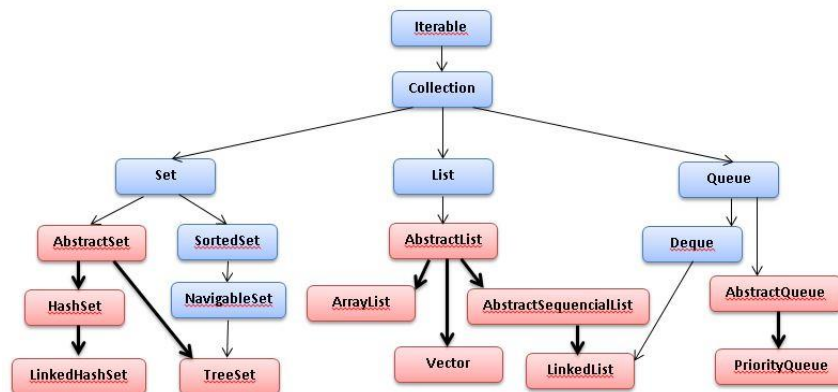 Iterable
Collection
Set
List
Queue
AbstractSet
SortedSet
AbstractList
Deque
HashSet
NavigableSet
ArrayList
AbstractSequencialList
AbstractQueue
LinkedHashSet
TreeSet
Vector
LinkedList
PriorityQueue